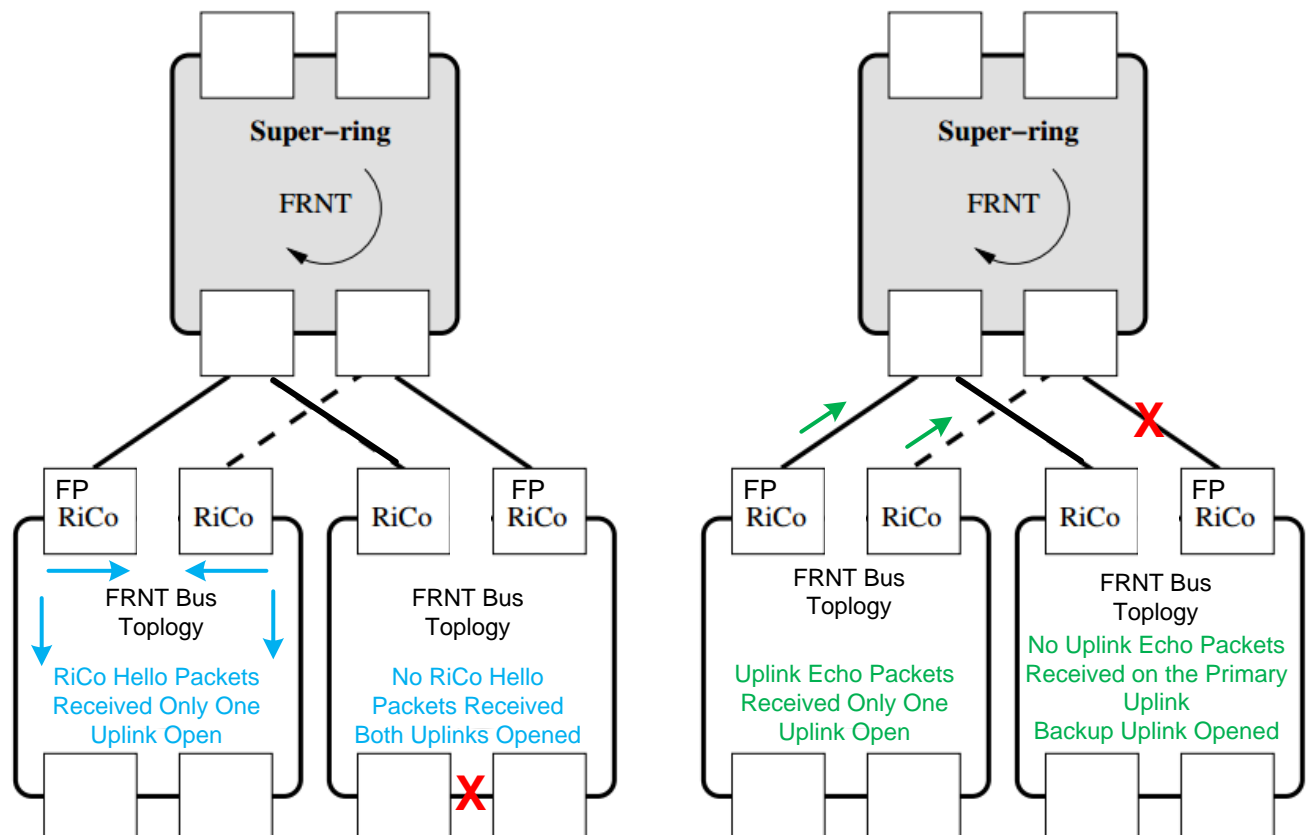 Super−ring
FRNT
FP
RiCo
RiCo
RiCo
FP
RiCo
FRNT Bus
Toplogy
RiCo Hello Packets
Received Only One
Uplink Open
FRNT Bus
Toplogy
No RiCo Hello
Packets Received
Both Uplinks Opened
X
Super−ring
FRNT
X
FP
RiCo
RiCo
RiCo
FP
RiCo
FRNT Bus
Toplogy
Uplink Echo Packets
Received Only One
Uplink Open
FRNT Bus
Toplogy
No Uplink Echo Packets
Received on the Primary
Uplink
Backup Uplink Opened